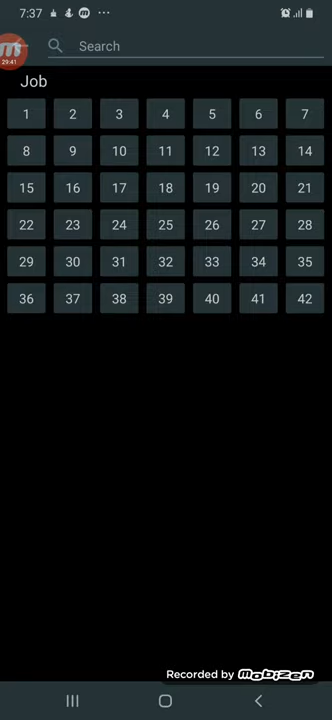 7:37
Search
29:41
Job
1 2 3 4 5 6 7
8 9 10 11 12 13 14
15 16 17 18 19 20 21
22 23 24 25 26 27 28
29 30 31 32 33 34 35
36 37 38 39 40 41 42
Recorded by Mobizen